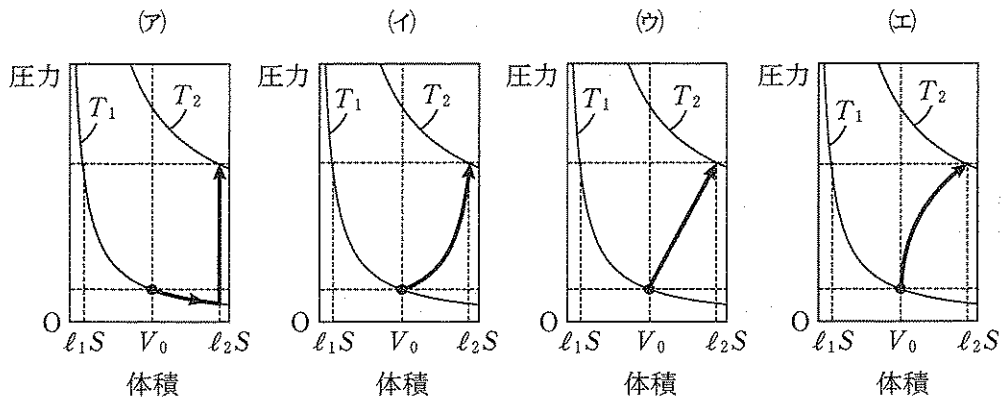 (ア)
圧力
T₁
T₂
O
ℓ₁S
V₀
ℓ₂S
体積
(イ)
圧力
T₁
T₂
O
ℓ₁S
V₀
ℓ₂S
体積
(ウ)
圧力
T₁
T₂
O
ℓ₁S
V₀
ℓ₂S
体積
(エ)
圧力
T₁
T₂
O
ℓ₁S
V₀
ℓ₂S
体積